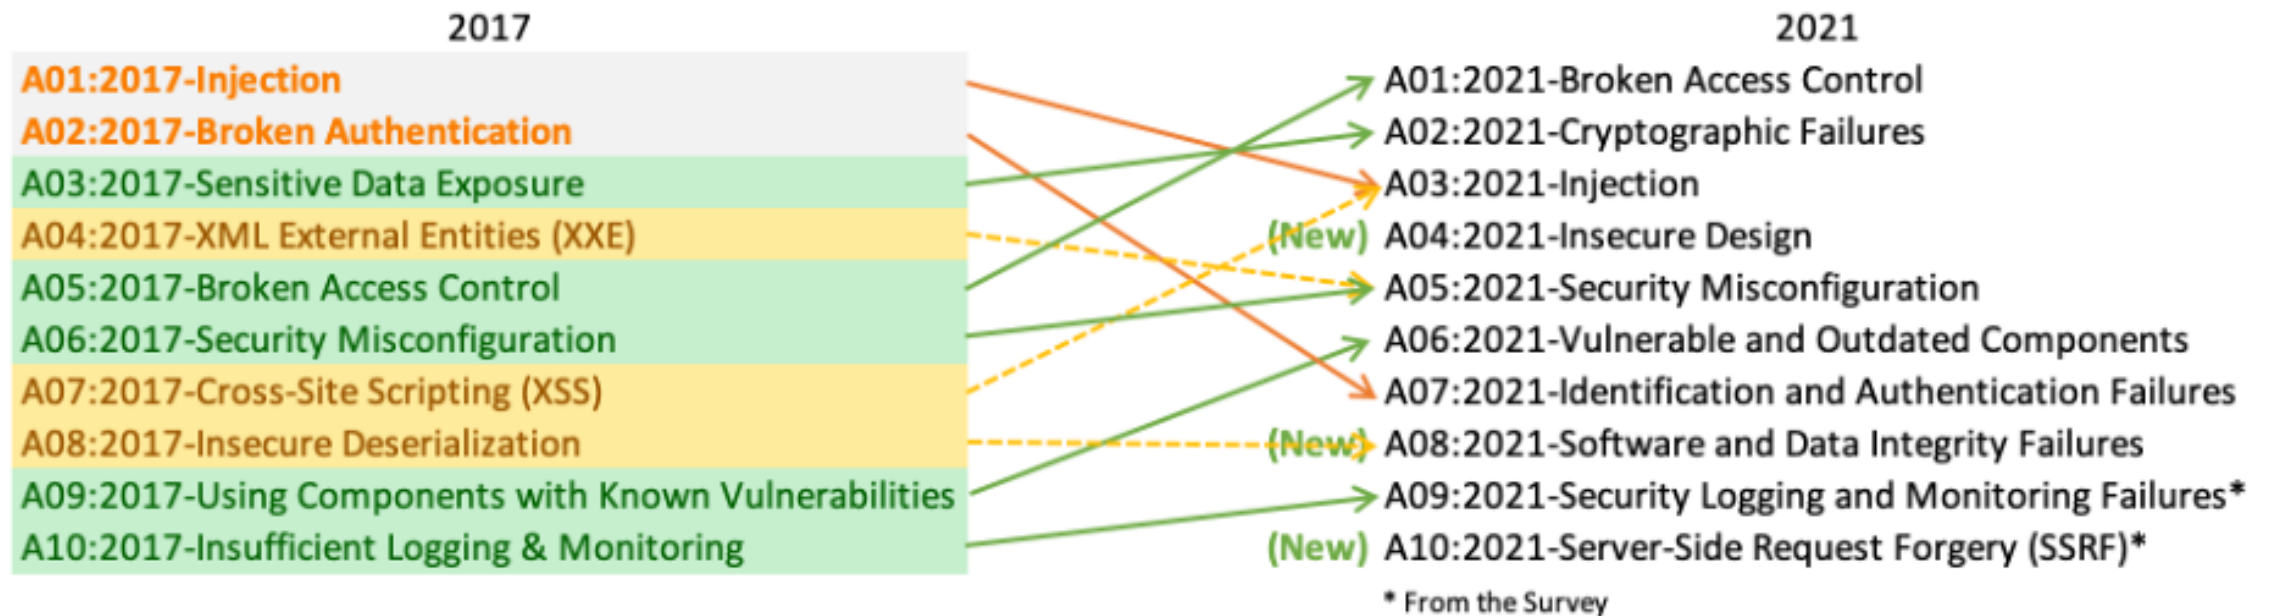 2017
A01:2017-Injection
A02:2017-Broken Authentication
A03:2017-Sensitive Data Exposure
A04:2017-XML External Entities (XXE)
A05:2017-Broken Access Control
A06:2017-Security Misconfiguration
A07:2017-Cross-Site Scripting (XSS)
A08:2017-Insecure Deserialization
A09:2017-Using Components with Known Vulnerabilities
A10:2017-Insufficient Logging & Monitoring
2021
A01:2021-Broken Access Control
A02:2021-Cryptographic Failures
A03:2021-Injection
(New) A04:2021-Insecure Design
A05:2021-Security Misconfiguration
A06:2021-Vulnerable and Outdated Components
A07:2021-Identification and Authentication Failures
(New) A08:2021-Software and Data Integrity Failures
A09:2021-Security Logging and Monitoring Failures*
(New) A10:2021-Server-Side Request Forgery (SSRF)*
* From the Survey